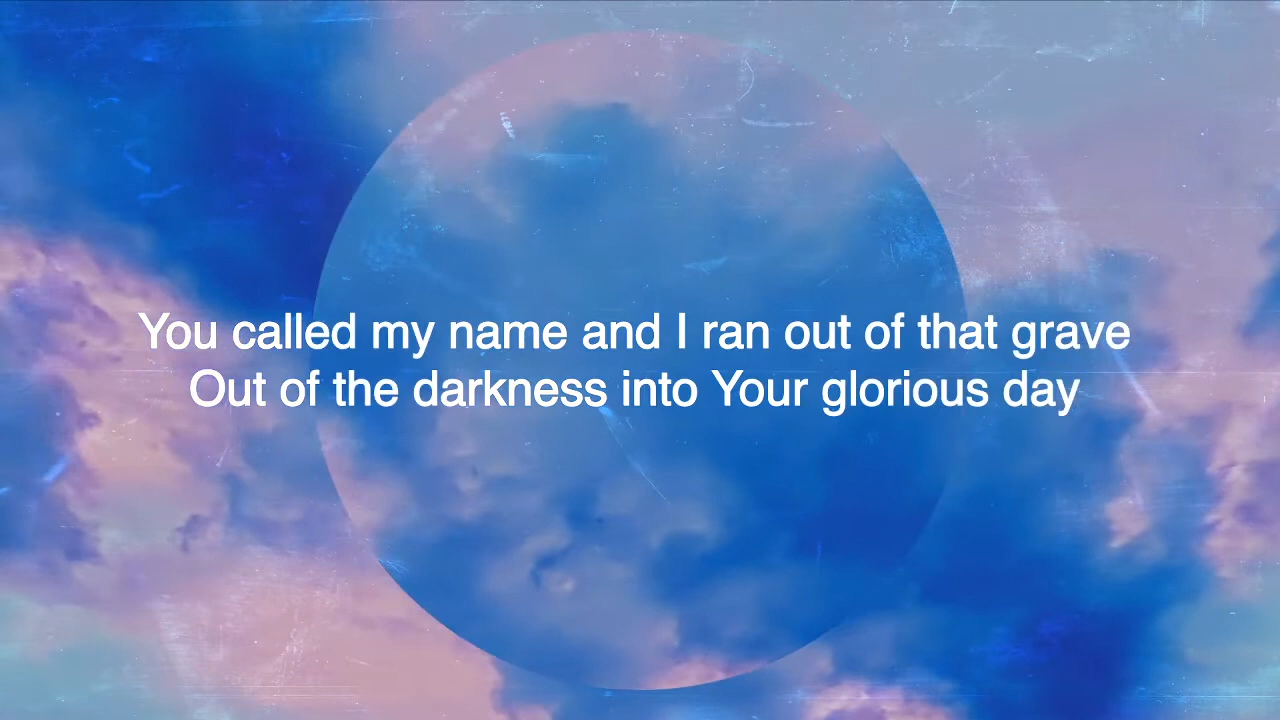 You called my name and I ran out of that grave
Out of the darkness into Your glorious day